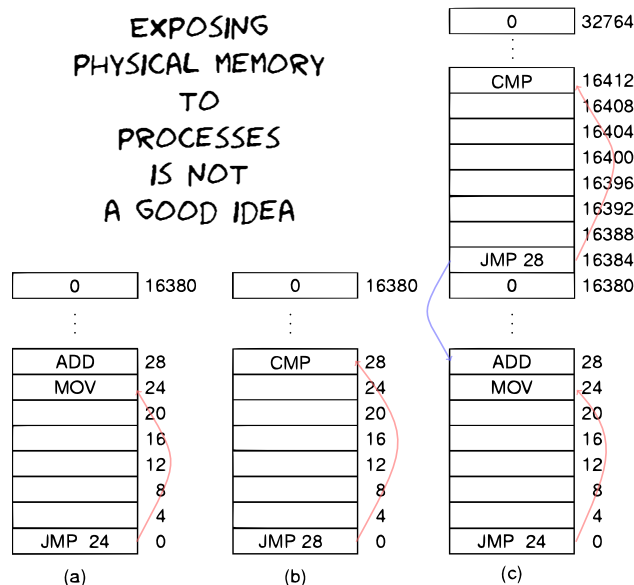 EXPOSING
PHYSICAL MEMORY
TO
PROCESSES
IS NOT
A GOOD IDEA
0 16380
⋮
ADD 28
MOV 24
20
16
12
8
4
JMP 24 0
(a)
0 16380
⋮
CMP 28
24
20
16
12
8
4
JMP 28 0
(b)
0 32764
⋮
CMP 16412
16408
16404
16400
16396
16392
16388
JMP 28 16384
0 16380
⋮
ADD 28
MOV 24
20
16
12
8
4
JMP 24 0
(c)